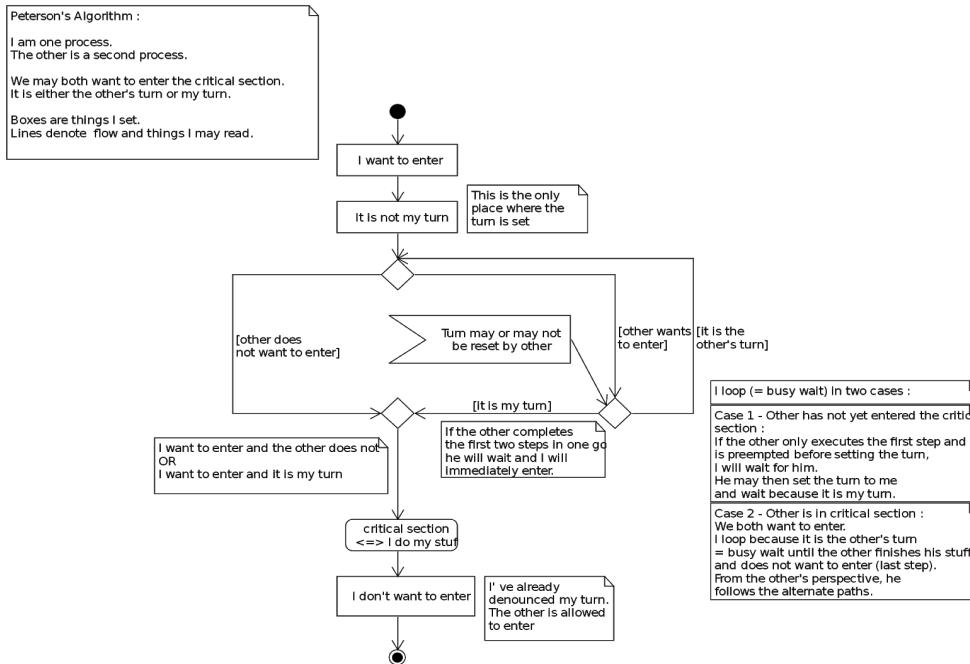 Peterson's Algorithm :
I am one process.
The other is a second process.
We may both want to enter the critical section.
It is either the other's turn or my turn.
Boxes are things I set.
Lines denote flow and things I may read.
I want to enter
It is not my turn
This is the only
place where the
turn is set
[other does
not want to enter]
Turn may or may not
be reset by other
[other wants
to enter]
[it is the
other's turn]
[it is my turn]
If the other completes
the first two steps in one go
he will wait and I will
immediately enter.
I want to enter and the other does not
OR
I want to enter and it is my turn
critical section
<=> I do my stuf
I don't want to enter
I' ve already
denounced my turn.
The other is allowed
to enter
I loop (= busy wait) in two cases :
Case 1 - Other has not yet entered the critic
section :
If the other only executes the first step and
is preempted before setting the turn,
I will wait for him.
He may then set the turn to me
and wait because it is my turn.
Case 2 - Other is in critical section :
We both want to enter.
I loop because it is the other's turn
= busy wait until the other finishes his stuff
and does not want to enter (last step).
From the other's perspective, he
follows the alternate paths.